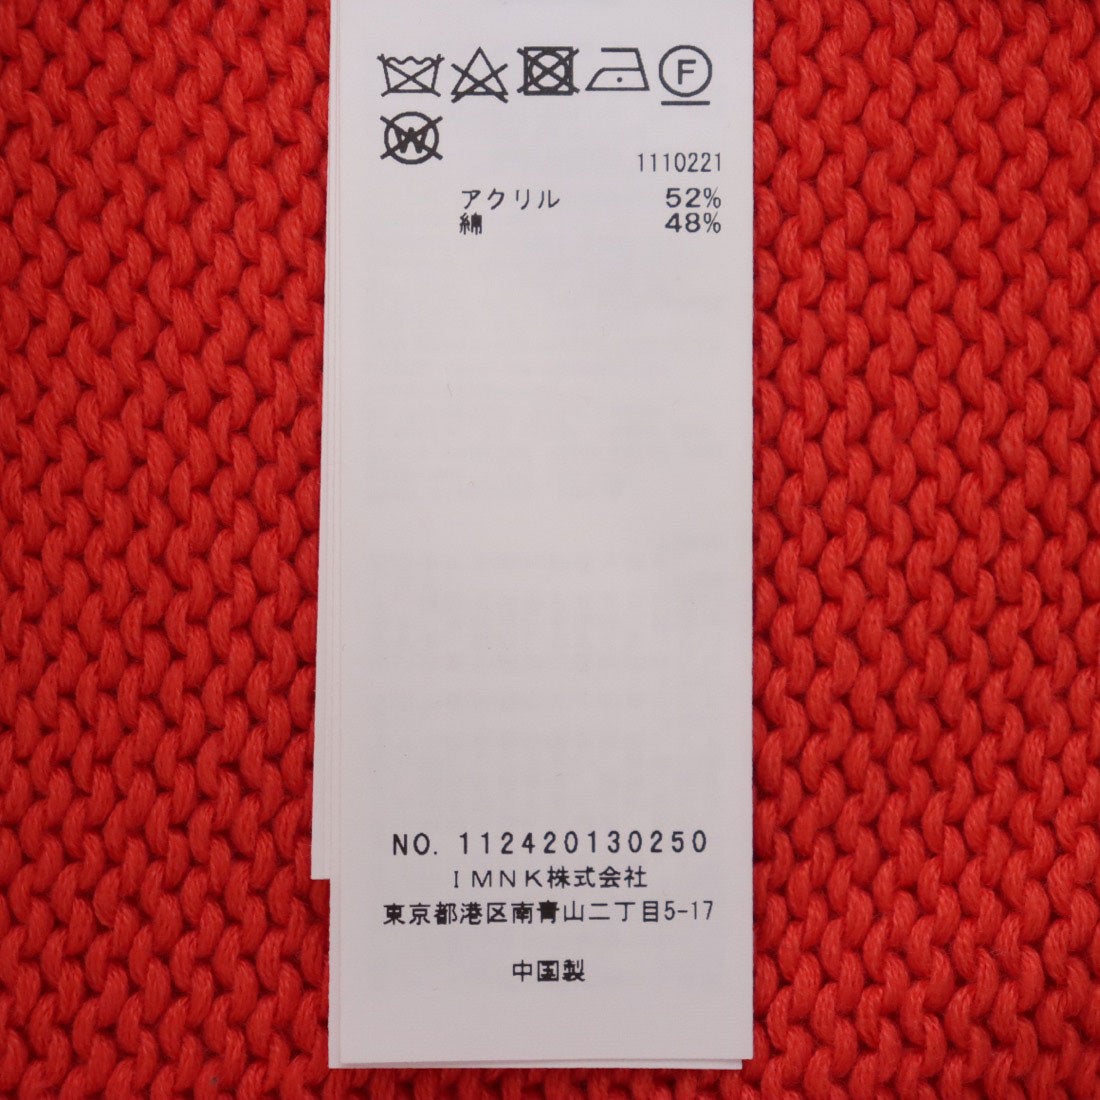 F
W
1110221
アクリル 52%
綿 48%
NO. 112420130250
IMNK株式会社
東京都港区南青山二丁目5-17
中国製